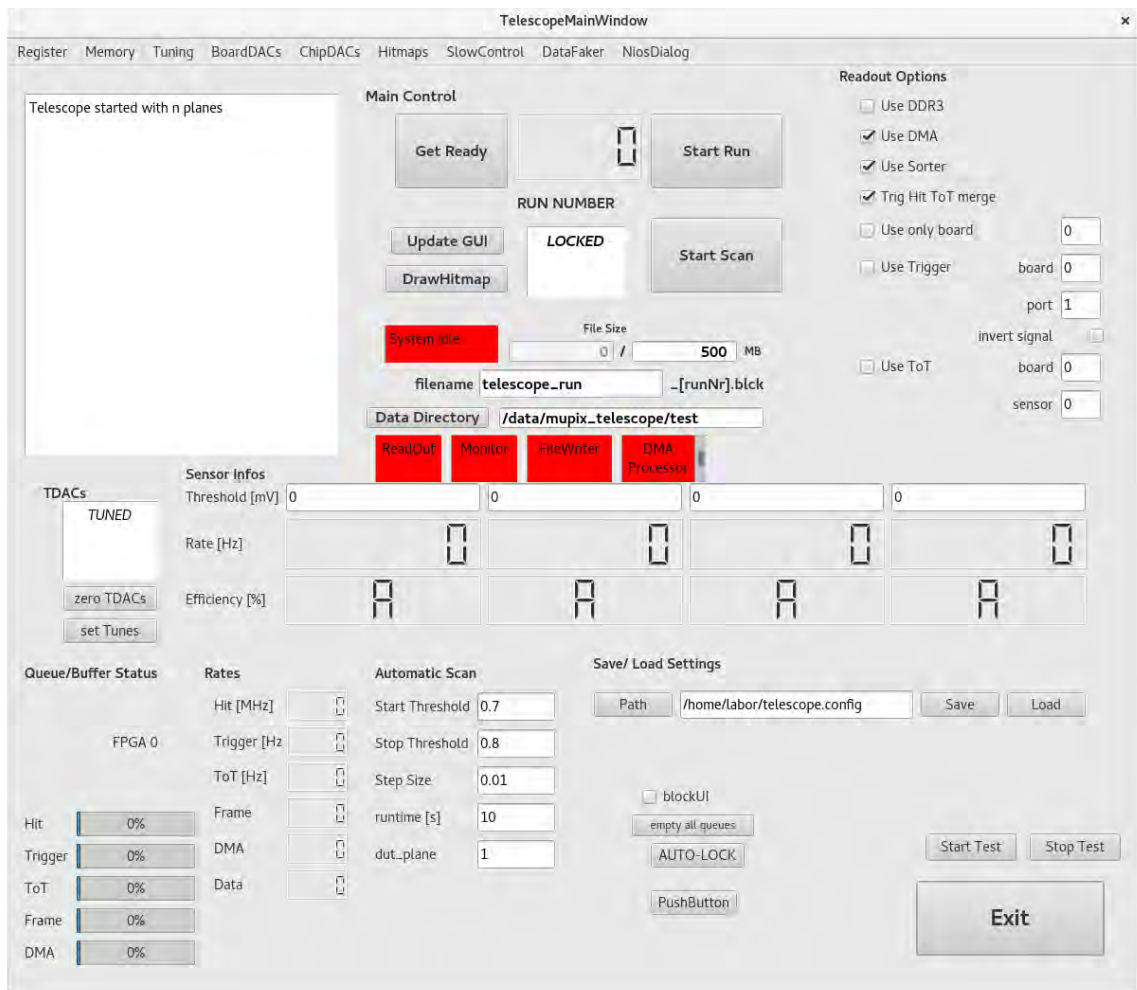 TelescopeMainWindow ×
Register Memory Tuning BoardDACs ChipDACs Hitmaps SlowControl DataFaker NiosDialog
Telescope started with n planes
Main Control
Get Ready 0 Start Run
RUN NUMBER
Update GUI LOCKED Start Scan
DrawHitmap
System Idle
File Size
0 / 500 MB
filename telescope_run _[runNr].blck
Data Directory /data/mupix_telescope/test
ReadOut Monitor FileWriter DMA
Processor
Readout Options
Use DDR3
Use DMA
Use Sorter
Trig Hit ToT merge
Use only board 0
Use Trigger board 0
port 1
invert signal
Use ToT board 0
sensor 0
TDACs
TUNED
zero TDACs
set Tunes
Sensor Infos
Threshold [mV] 0 0 0 0
Rate [Hz] 0 0 0 0
Efficiency [%] A A A A
Queue/Buffer Status
FPGA 0
Hit 0%
Trigger 0%
ToT 0%
Frame 0%
DMA 0%
Rates
Hit [MHz] 0
Trigger [Hz 0
ToT [Hz] 0
Frame 0
DMA 0
Data 0
Automatic Scan
Start Threshold 0.7
Stop Threshold 0.8
Step Size 0.01
runtime [s] 10
dut_plane 1
Save/ Load Settings
Path /home/labor/telescope.config Save Load
blockUI
empty all queues
AUTO-LOCK
PushButton
Start Test Stop Test
Exit